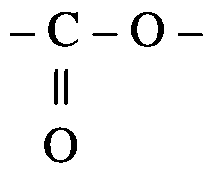 – C – O –
||
O